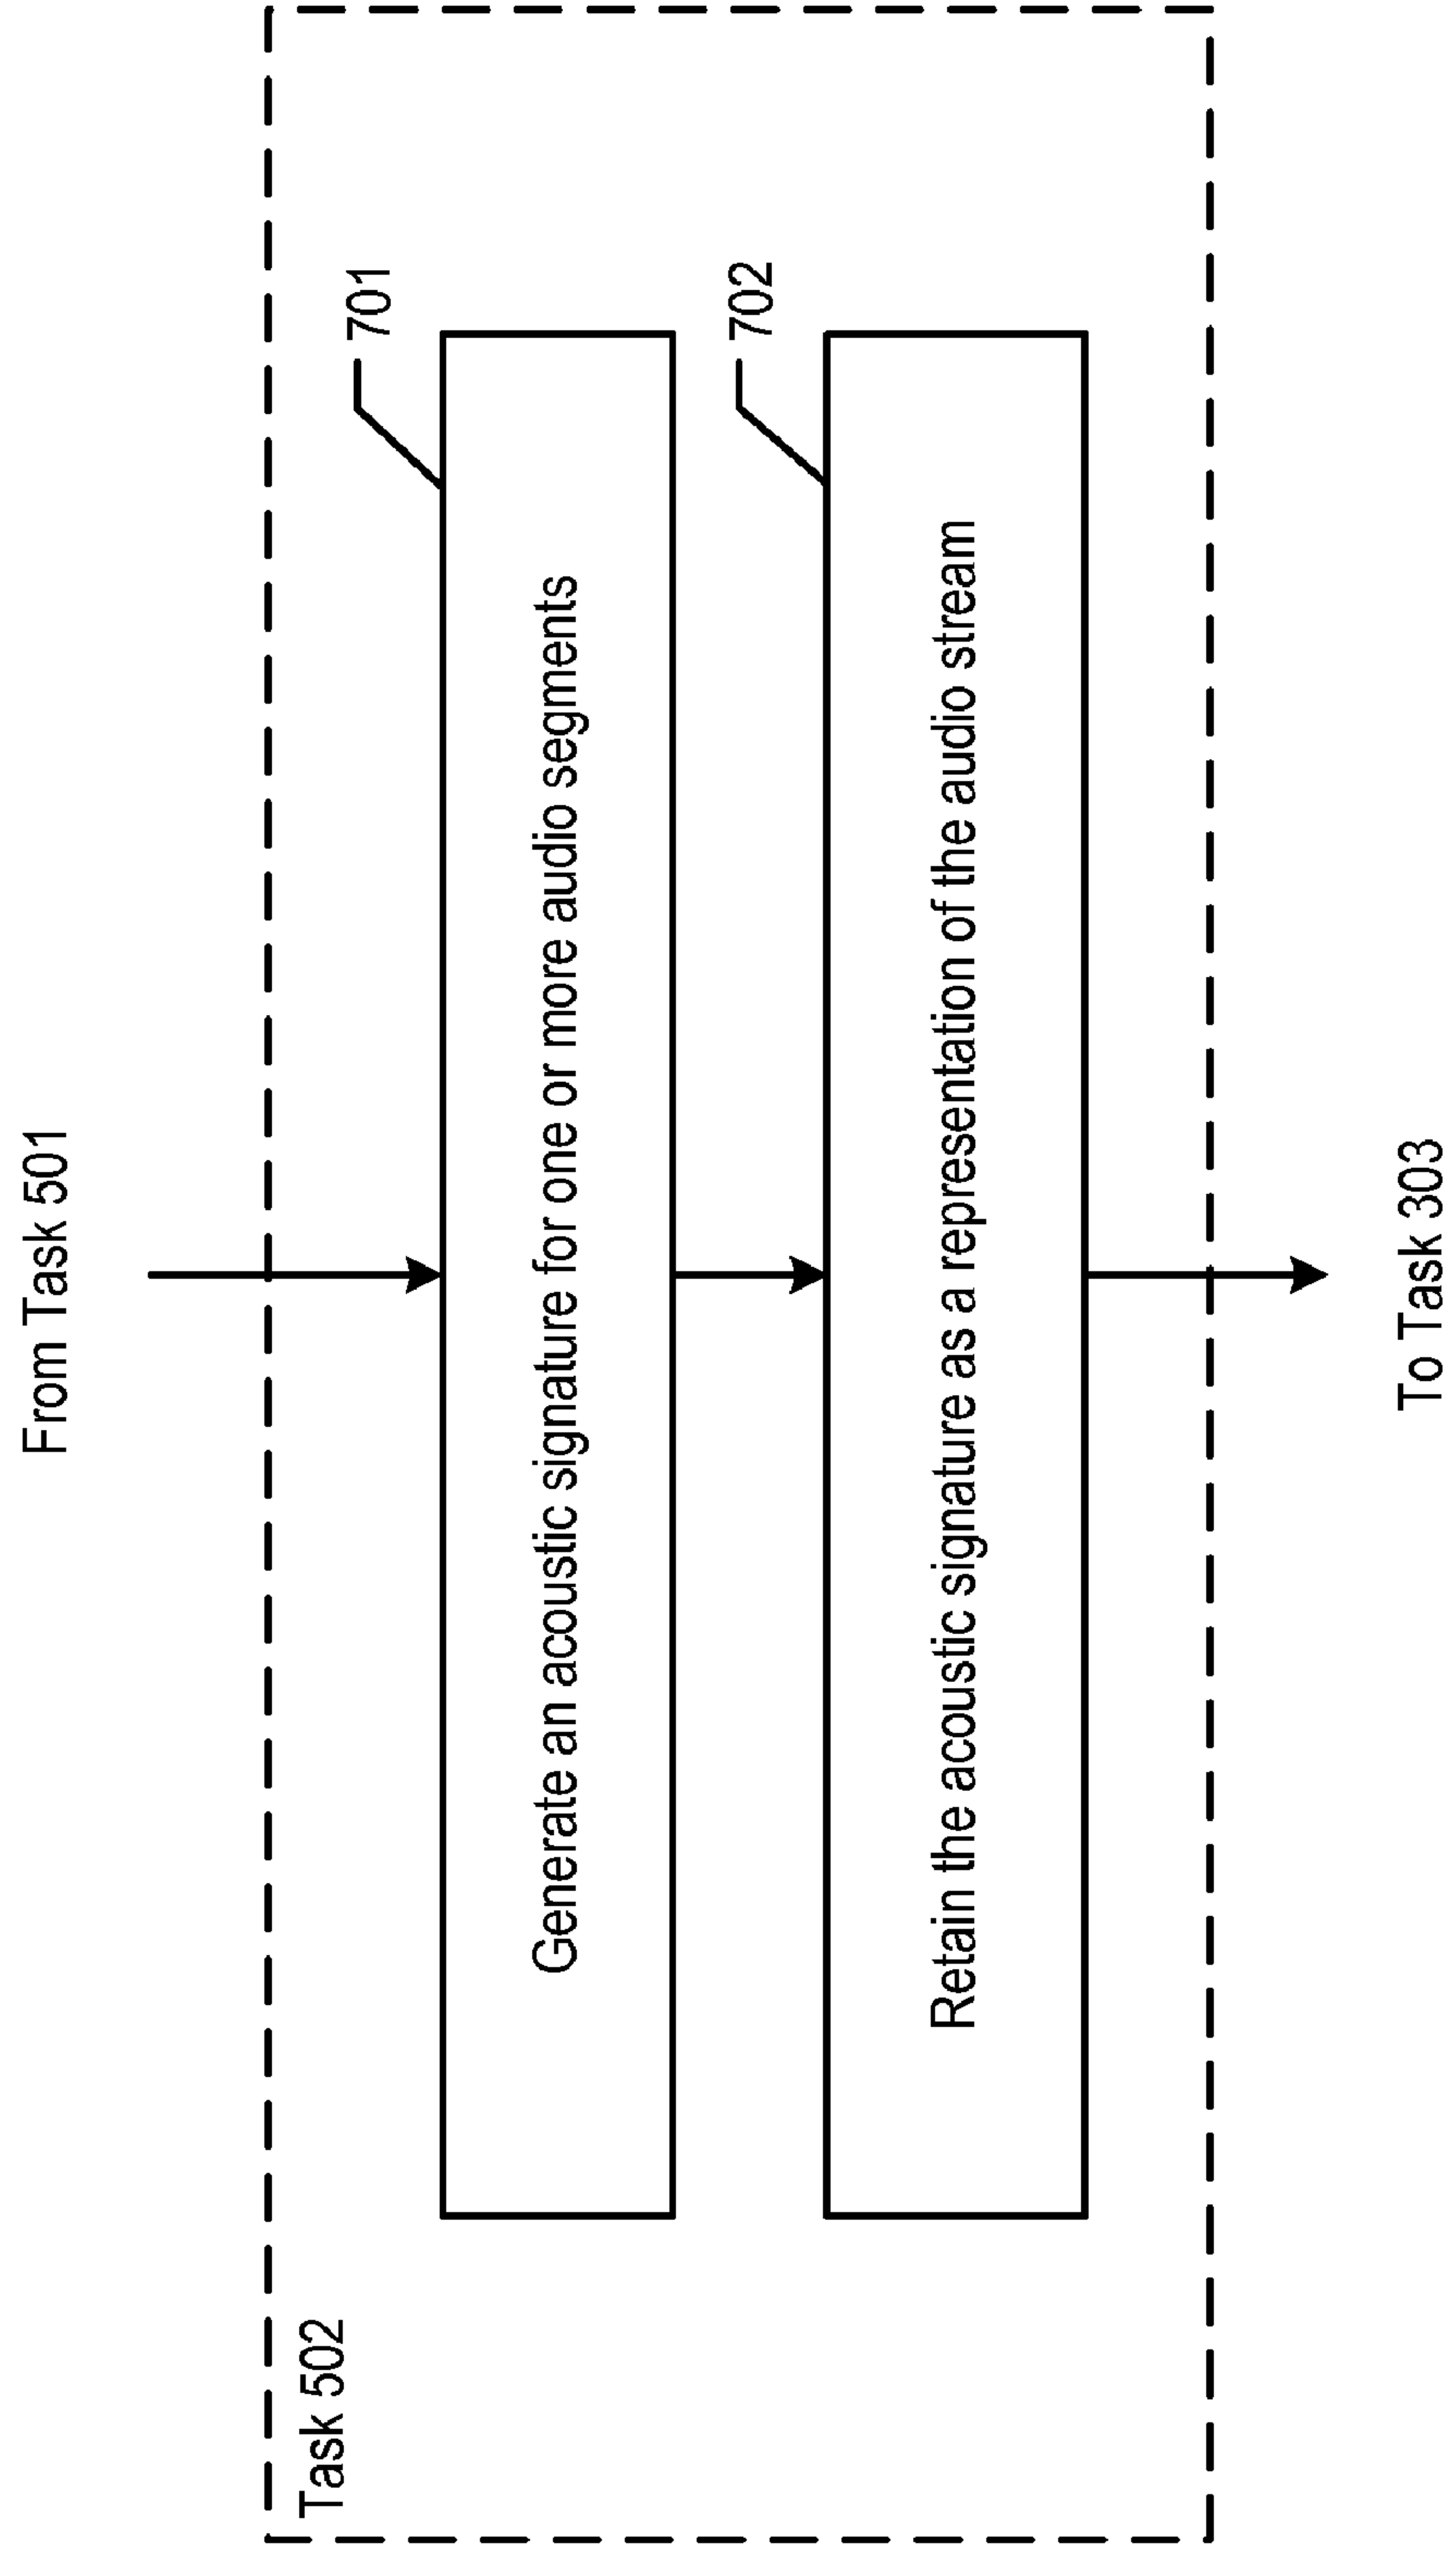 From Task 501
Task 502
701
Generate an acoustic signature for one or more audio segments
702
Retain the acoustic signature as a representation of the audio stream
To Task 303